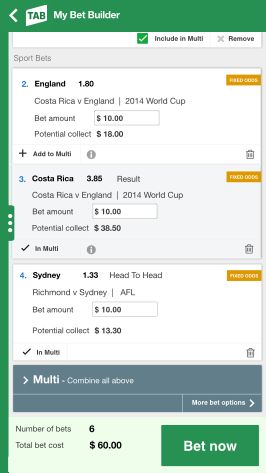 TAB My Bet Builder
Include in Multi Remove
Sport Bets
2. England 1.80 FIXED ODDS
Costa Rica v England | 2014 World Cup
Bet amount $ 10.00
Potential collect $ 18.00
+ Add to Multi
3. Costa Rica 3.85 Result FIXED ODDS
Costa Rica v England | 2014 World Cup
Bet amount $ 10.00
Potential collect $ 38.50
In Multi
4. Sydney 1.33 Head To Head FIXED ODDS
Richmond v Sydney | AFL
Bet amount $ 10.00
Potential collect $ 13.30
In Multi
Multi - Combine all above
More bet options
Number of bets 6
Total bet cost $ 60.00
Bet now